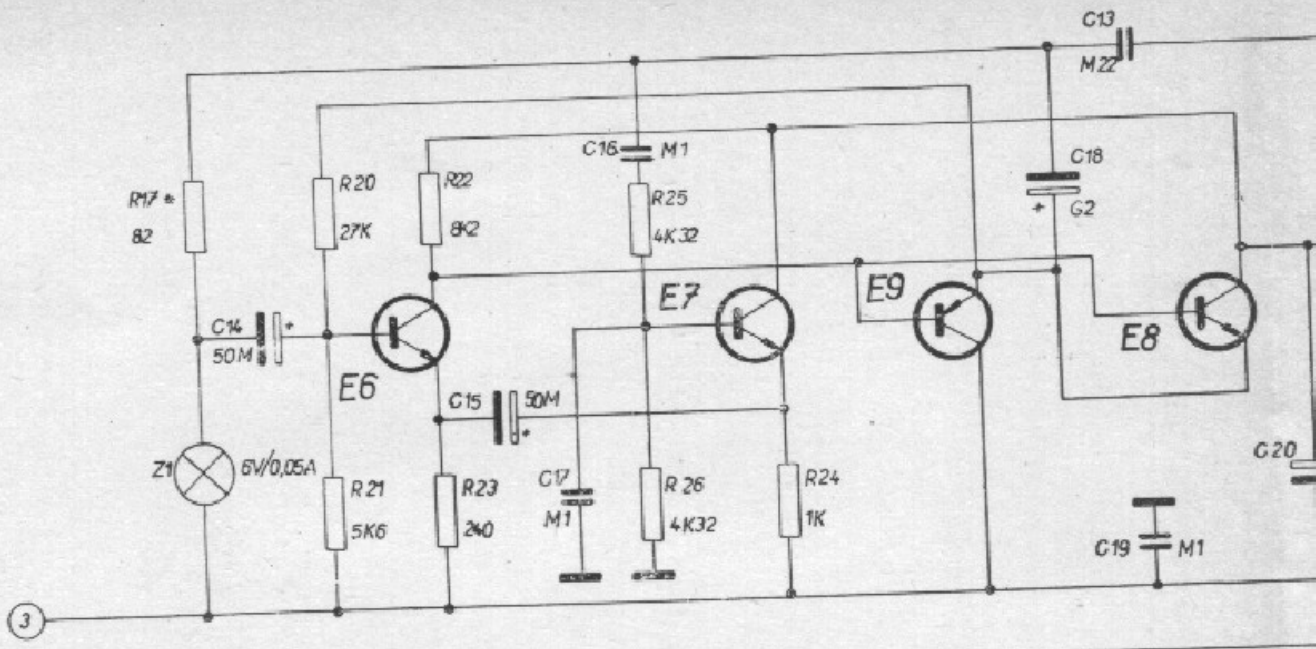 C13
M22
C16
M1
C18
G2
R17*
82
R20
27K
R22
8K2
R25
4K32
C14
50M
E6
E7
E9
E8
C15
50M
Z1
6V/0,05A
R21
5K6
R23
240
C17
M1
R26
4K32
R24
1K
C20
C19
M1
3